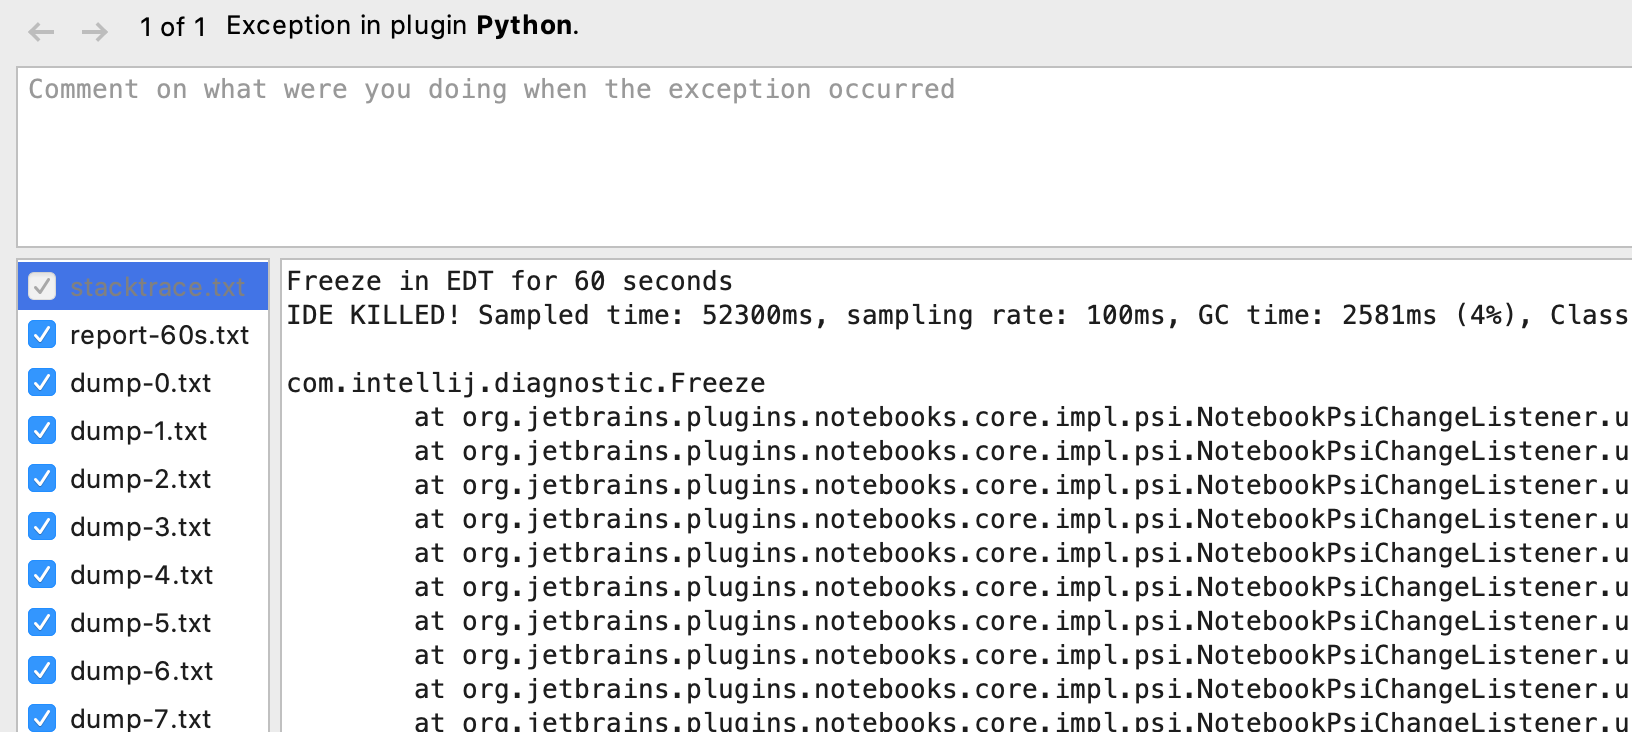 1 of 1 Exception in plugin Python.
Comment on what were you doing when the exception occurred
stacktrace.txt
report-60s.txt
dump-0.txt
dump-1.txt
dump-2.txt
dump-3.txt
dump-4.txt
dump-5.txt
dump-6.txt
dump-7.txt
Freeze in EDT for 60 seconds
IDE KILLED! Sampled time: 52300ms, sampling rate: 100ms, GC time: 2581ms (4%), Class
com.intellij.diagnostic.Freeze
at org.jetbrains.plugins.notebooks.core.impl.psi.NotebookPsiChangeListener.u
at org.jetbrains.plugins.notebooks.core.impl.psi.NotebookPsiChangeListener.u
at org.jetbrains.plugins.notebooks.core.impl.psi.NotebookPsiChangeListener.u
at org.jetbrains.plugins.notebooks.core.impl.psi.NotebookPsiChangeListener.u
at org.jetbrains.plugins.notebooks.core.impl.psi.NotebookPsiChangeListener.u
at org.jetbrains.plugins.notebooks.core.impl.psi.NotebookPsiChangeListener.u
at org.jetbrains.plugins.notebooks.core.impl.psi.NotebookPsiChangeListener.u
at org.jetbrains.plugins.notebooks.core.impl.psi.NotebookPsiChangeListener.u
at org.jetbrains.plugins.notebooks.core.impl.psi.NotebookPsiChangeListener.u
at org.jetbrains.plugins.notebooks.core.impl.psi.NotebookPsiChangeListener.u